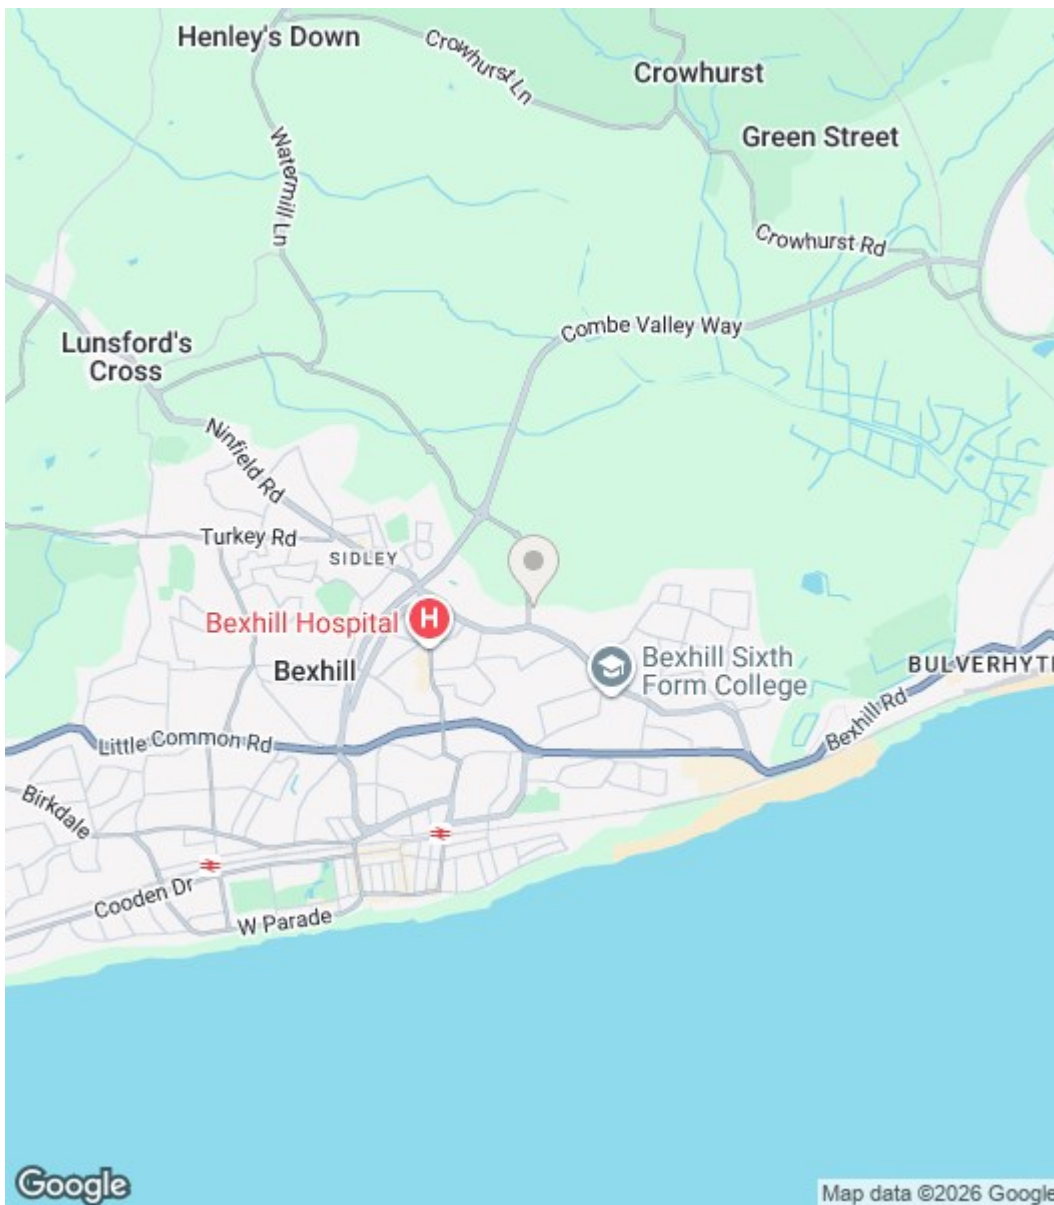 Henley's Down
Crowhurst Ln
Crowhurst
Green Street
Watermill Ln
Crowhurst Rd
Combe Valley Way
Lunsford's
Cross
Ninfield Rd
Turkey Rd
SIDLEY
H
Bexhill Hospital
Bexhill
Bexhill Sixth
Form College
BULVERHYTH
Bexhill Rd
Little Common Rd
Birkdale
Cooden Dr
W Parade
Google
Map data ©2026 Google